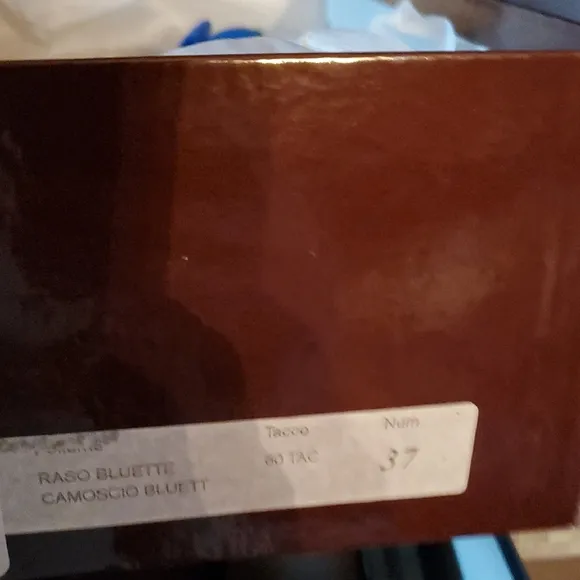 Tacco Num
60 TAC 37
RASO BLUETTE
CAMOSCIO BLUETT